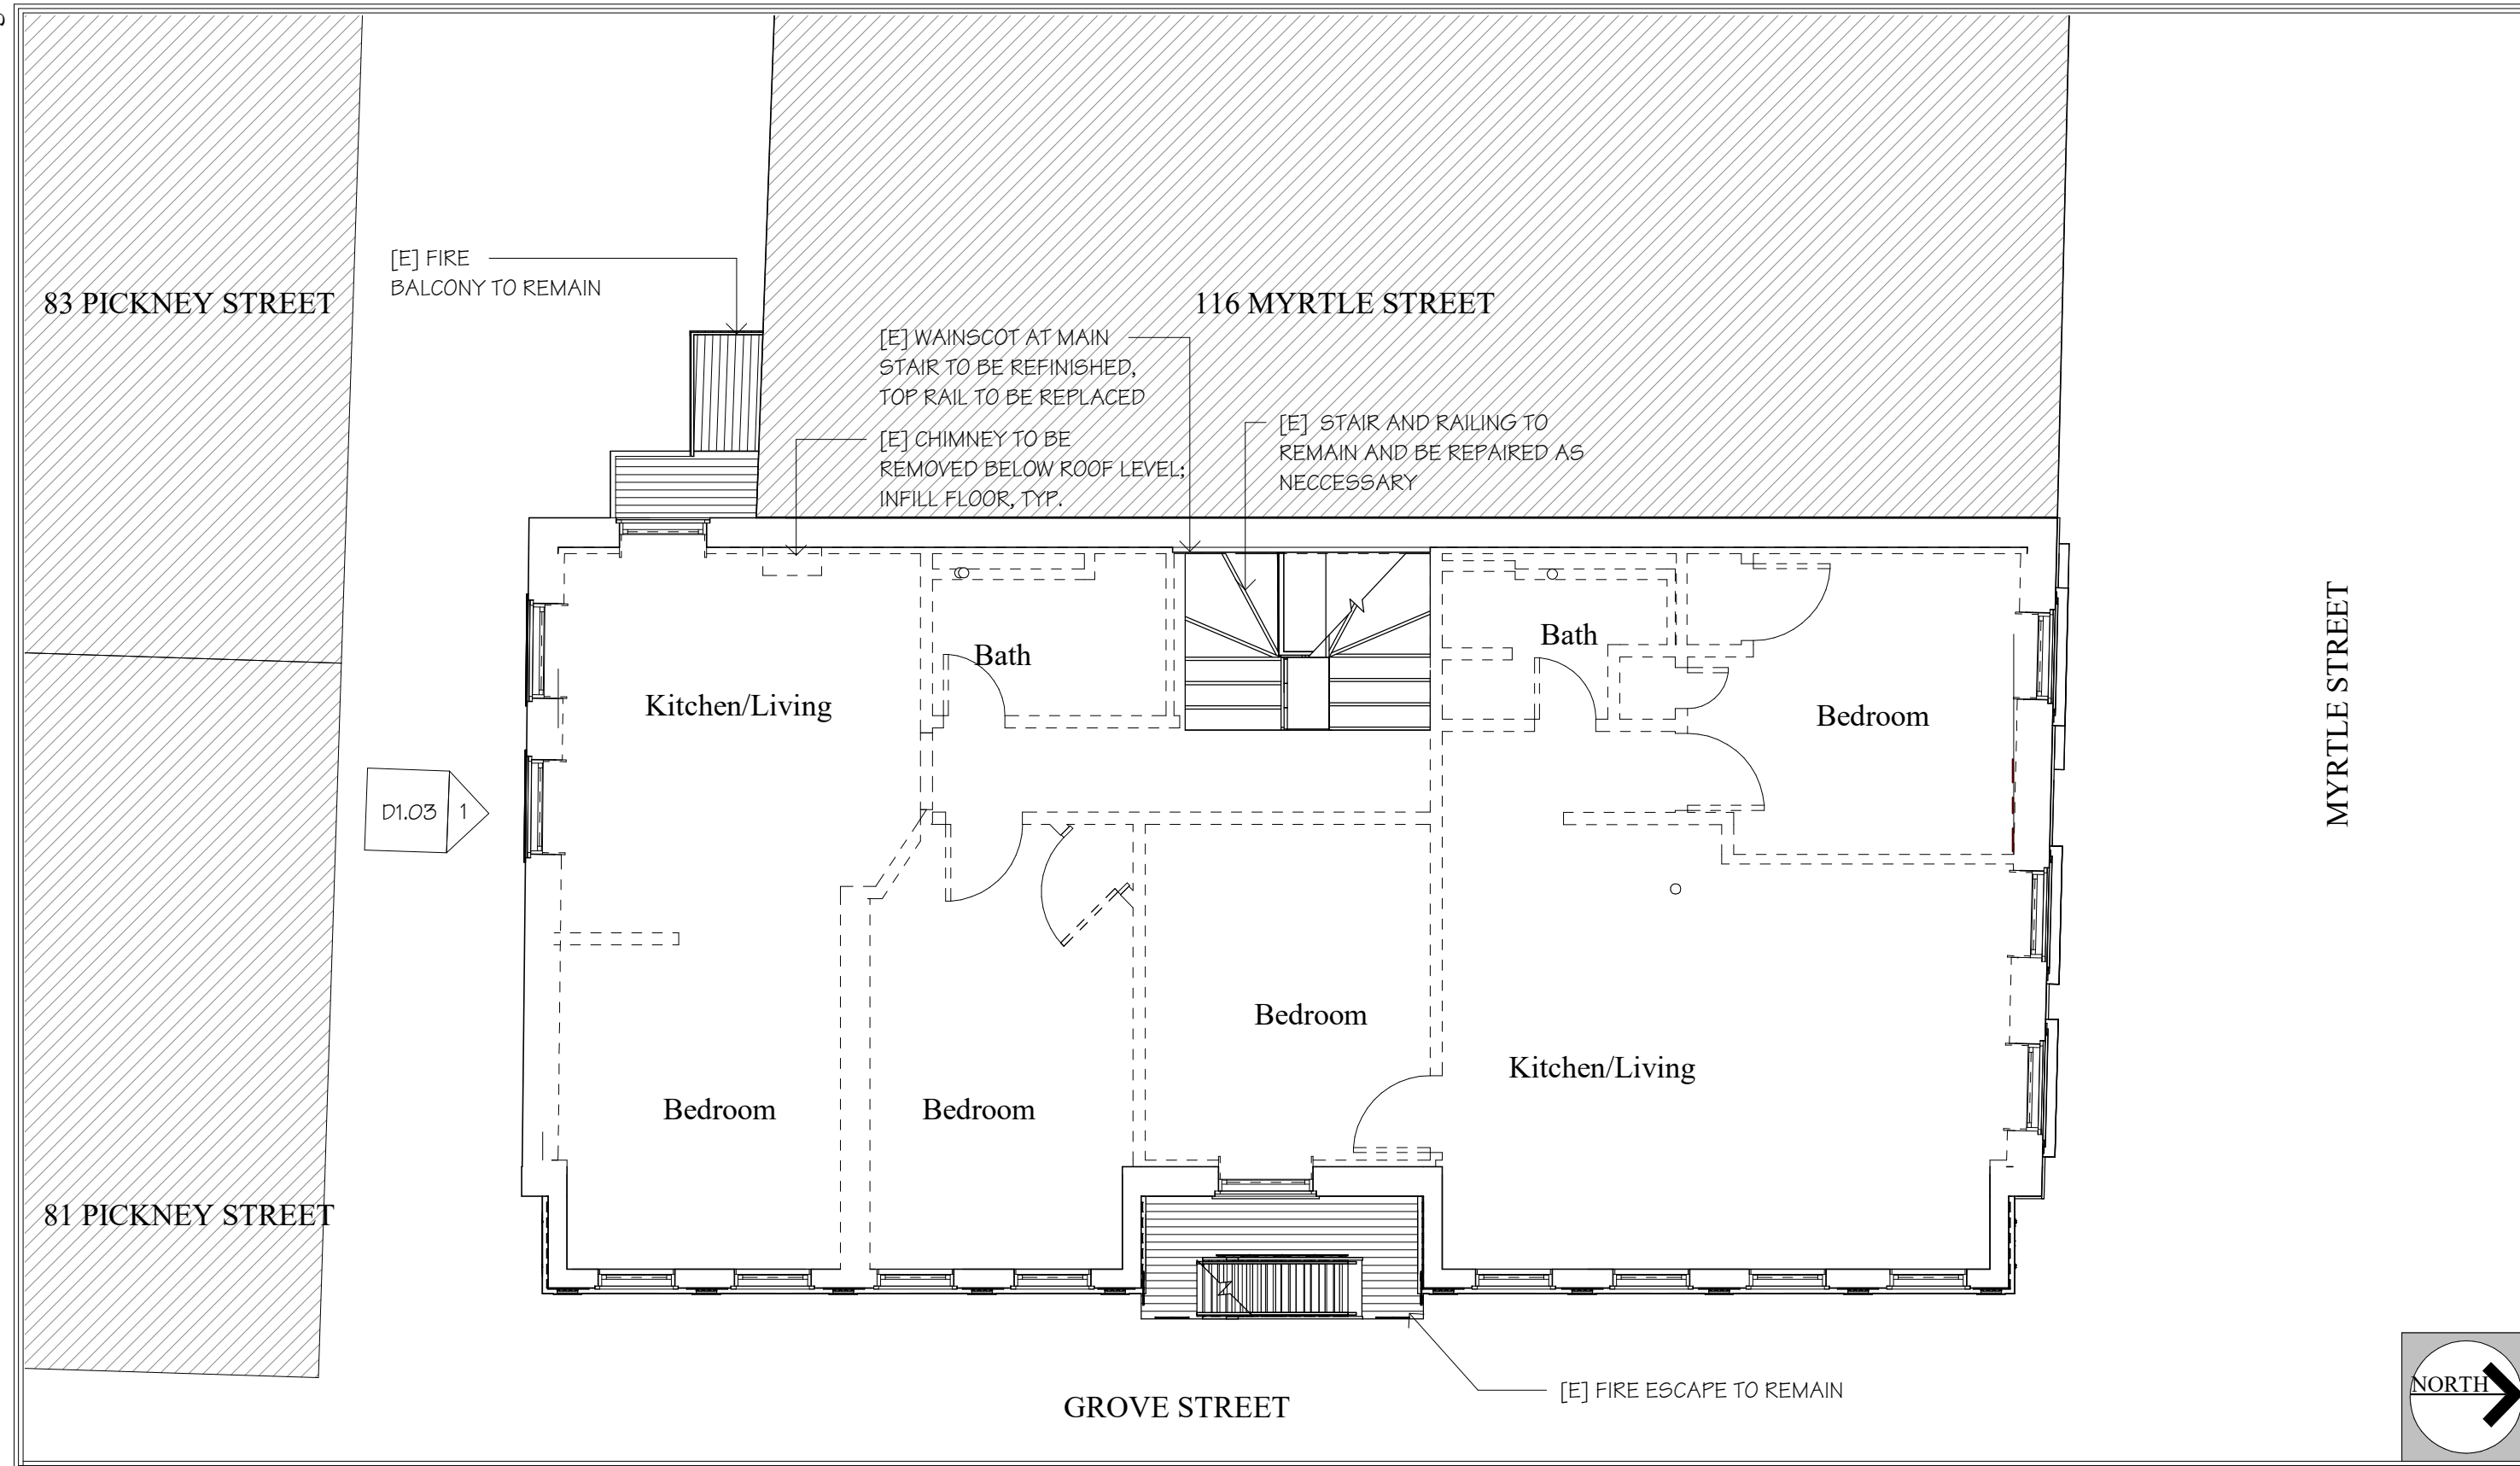 [E] FIRE
BALCONY TO REMAIN
83 PICKNEY STREET
116 MYRTLE STREET
[E] WAINSCOT AT MAIN
STAIR TO BE REFINISHED,
TOP RAIL TO BE REPLACED
[E] CHIMNEY TO BE
REMOVED BELOW ROOF LEVEL;
INFILL FLOOR, TYP.
[E] STAIR AND RAILING TO
REMAIN AND BE REPAIRED AS
NECCESSARY
Bath
Bath
Kitchen/Living
Bedroom
MYRTLE STREET
D1.03
1
Bedroom
Kitchen/Living
Bedroom
Bedroom
81 PICKNEY STREET
[E] FIRE ESCAPE TO REMAIN
GROVE STREET
NORTH